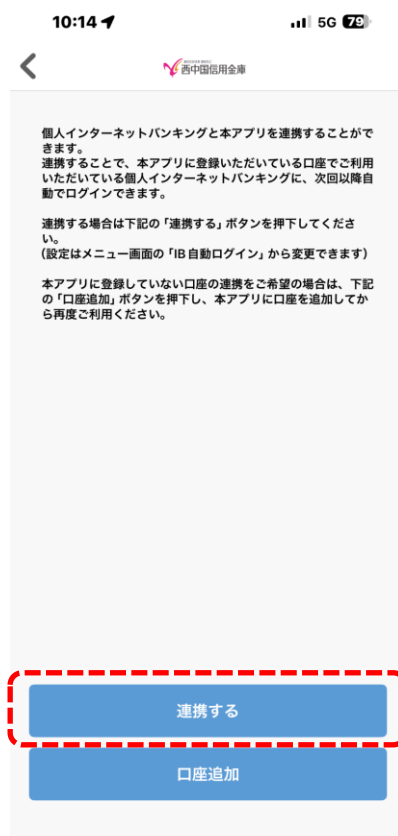 10:14
5G 79
西中国信用金庫
個人インターネットバンキングと本アプリを連携することがで
きます。
連携することで、本アプリに登録いただいている口座でご利用
いただいている個人インターネットバンキングに、次回以降自
動でログインできます。
連携する場合は下記の「連携する」ボタンを押下してくださ
い。
(設定はメニュー画面の「IB自動ログイン」から変更できます)
本アプリに登録していない口座の連携をご希望の場合は、下記
の「口座追加」ボタンを押下し、本アプリに口座を追加してか
ら再度ご利用ください。
連携する
口座追加